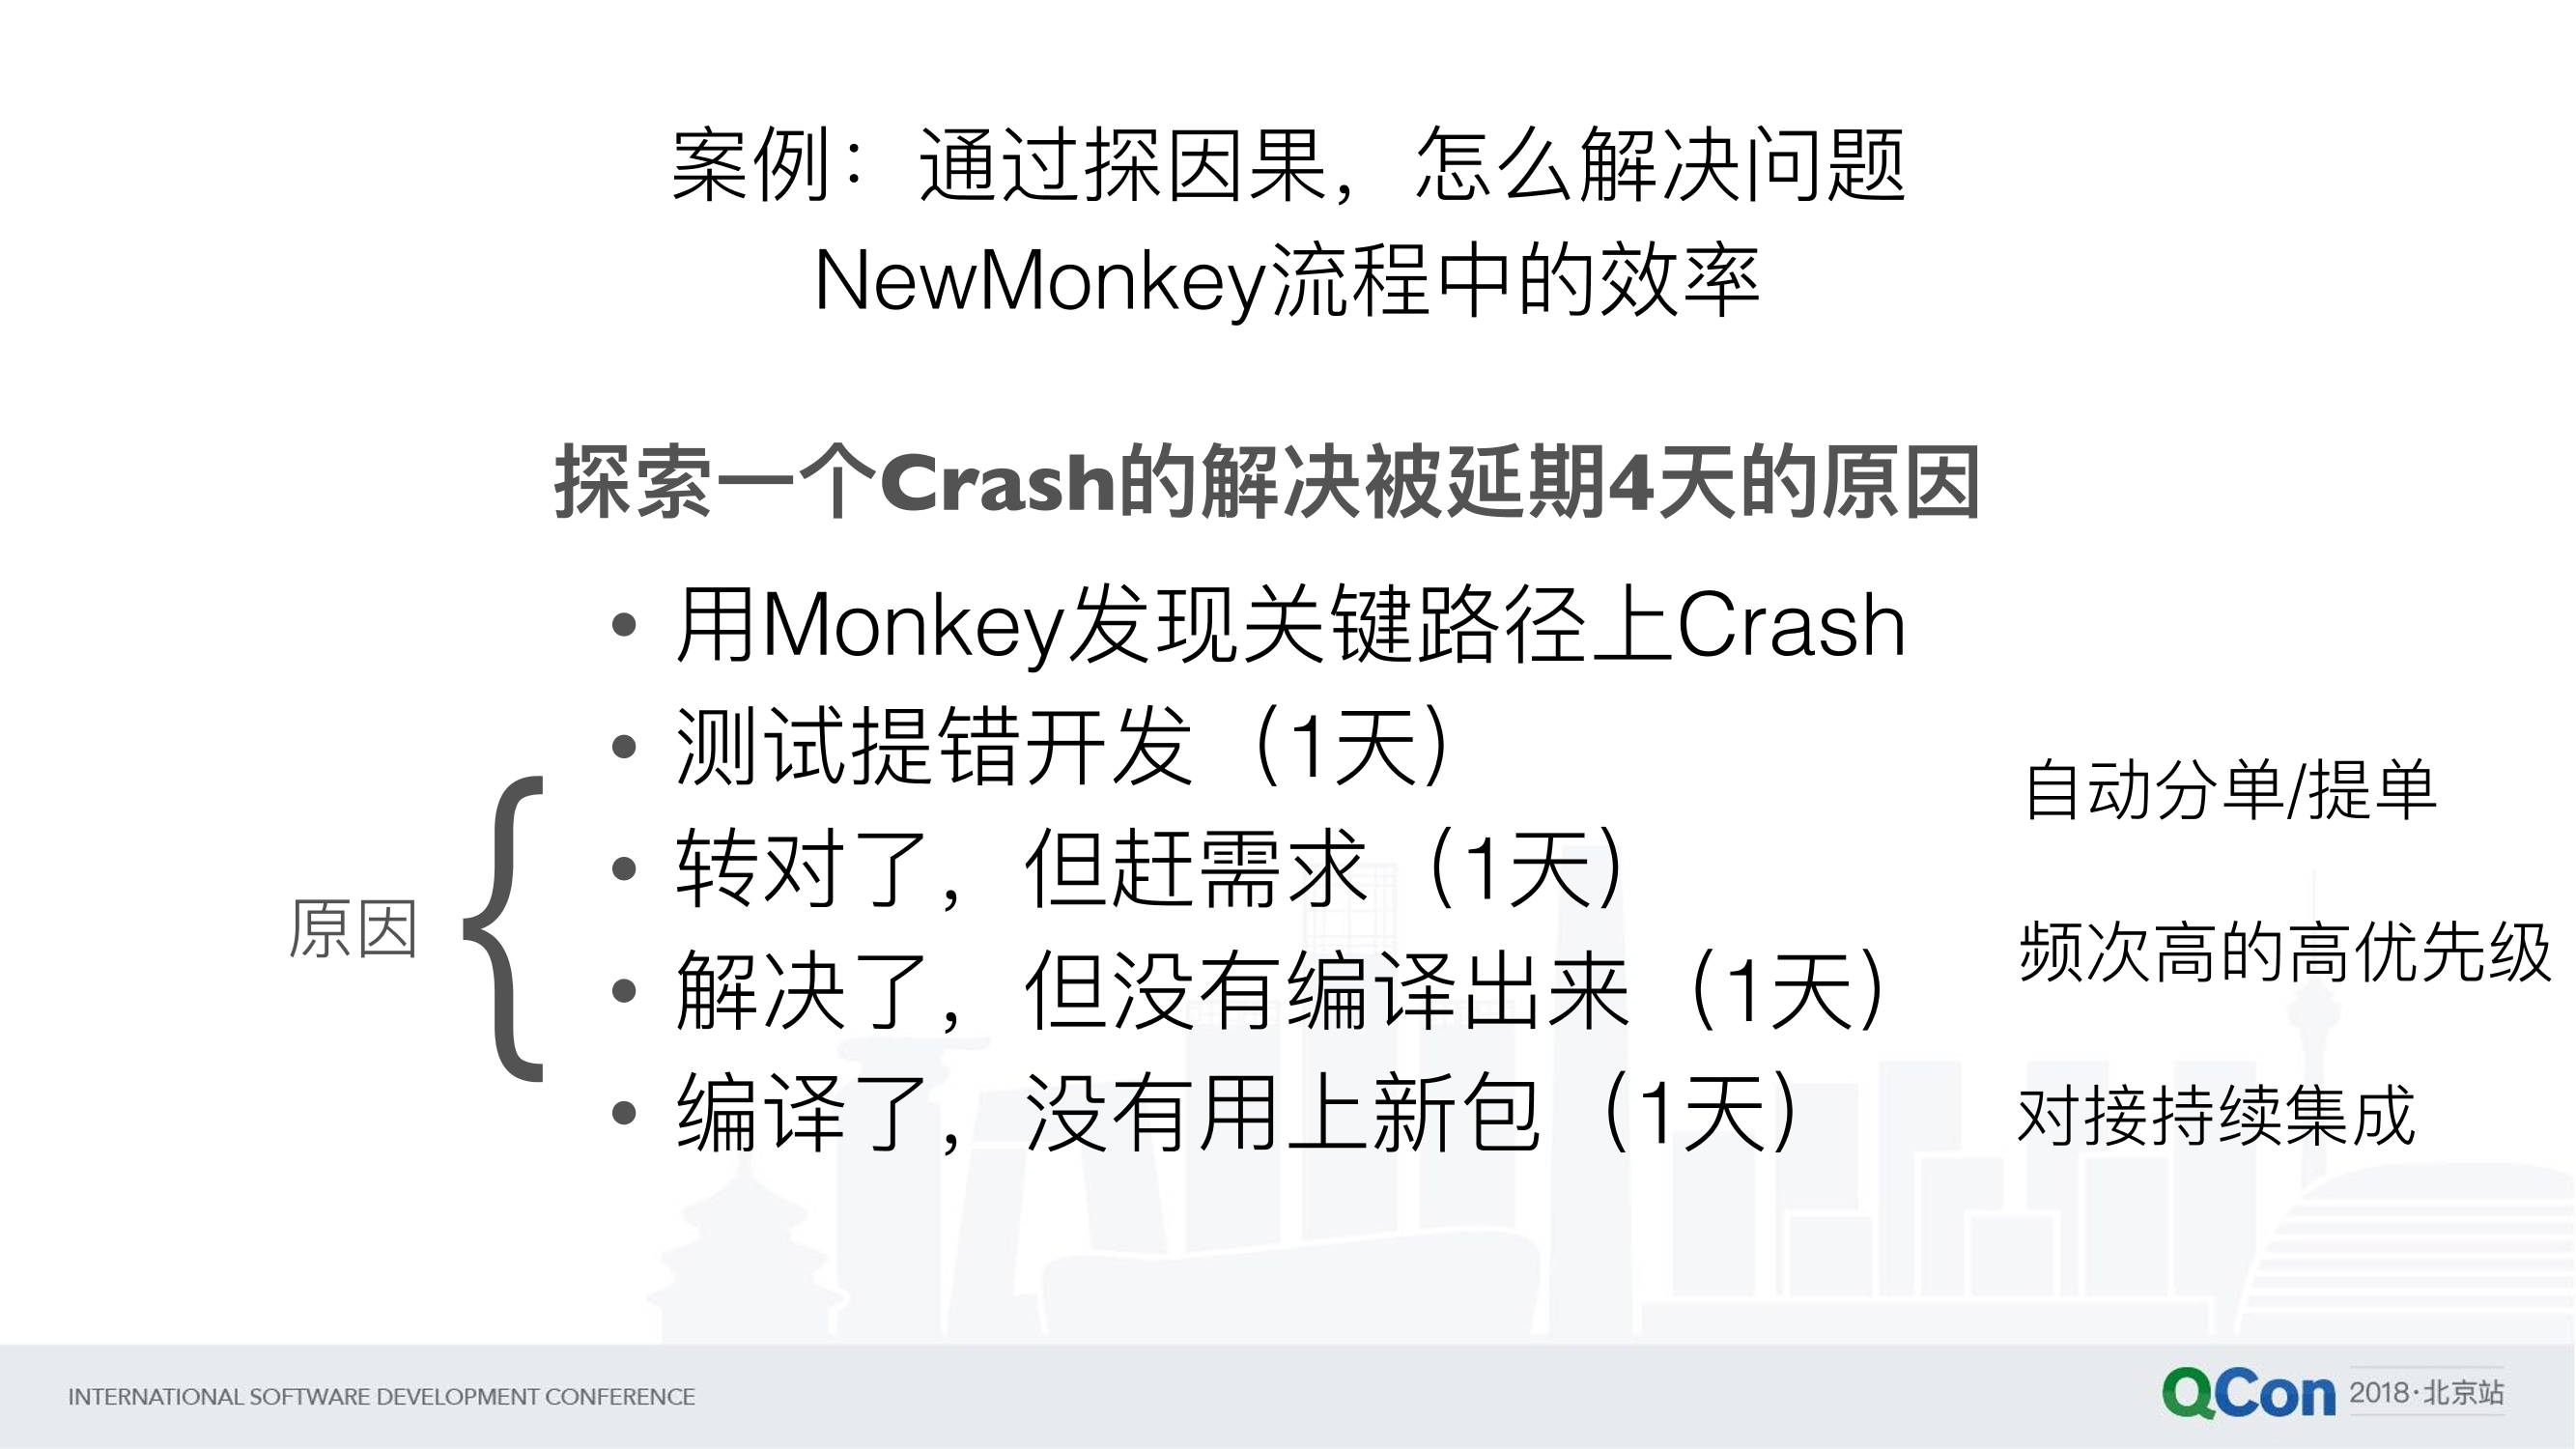 案例：通过探因果，怎么解决问题
NewMonkey流程中的效率
探索一个Crash的解决被延期4天的原因
• 用Monkey发现关键路径上Crash
• 测试提错开发（1天）
• 转对了，但赶需求（1天）
• 解决了，但没有编译出来（1天）
• 编译了，没有用上新包（1天）
原因
自动分单/提单
频次高的高优先级
对接持续集成
INTERNATIONAL SOFTWARE DEVELOPMENT CONFERENCE
QCon 2018·北京站